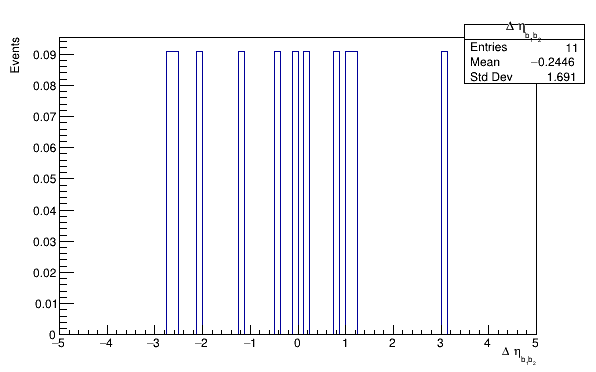 Δ η b₁b₂
Entries 11
Mean −0.2446
Std Dev 1.691
Events
0.09
0.08
0.07
0.06
0.05
0.04
0.03
0.02
0.01
0
−5 −4 −3 −2 −1 0 1 2 3 4 5
Δ η b₁b₂